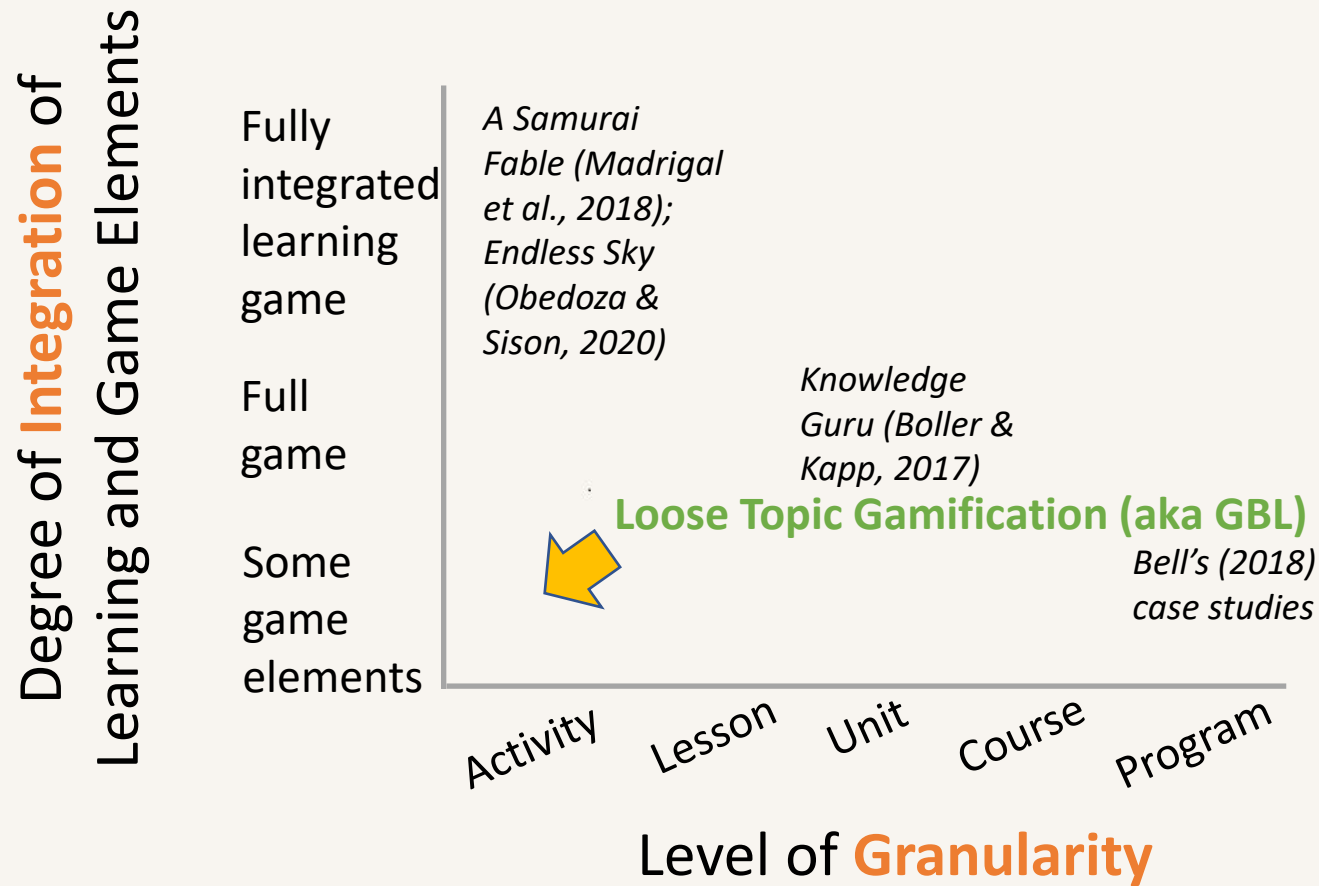 Degree of Integration of
Learning and Game Elements
Fully
integrated
learning
game
A Samurai
Fable (Madrigal
et al., 2018);
Endless Sky
(Obedoza &
Sison, 2020)
Full
game
Knowledge
Guru (Boller &
Kapp, 2017)
Loose Topic Gamification (aka GBL)
Some
game
elements
Bell’s (2018)
case studies
Activity
Lesson
Unit
Course
Program
Level of Granularity